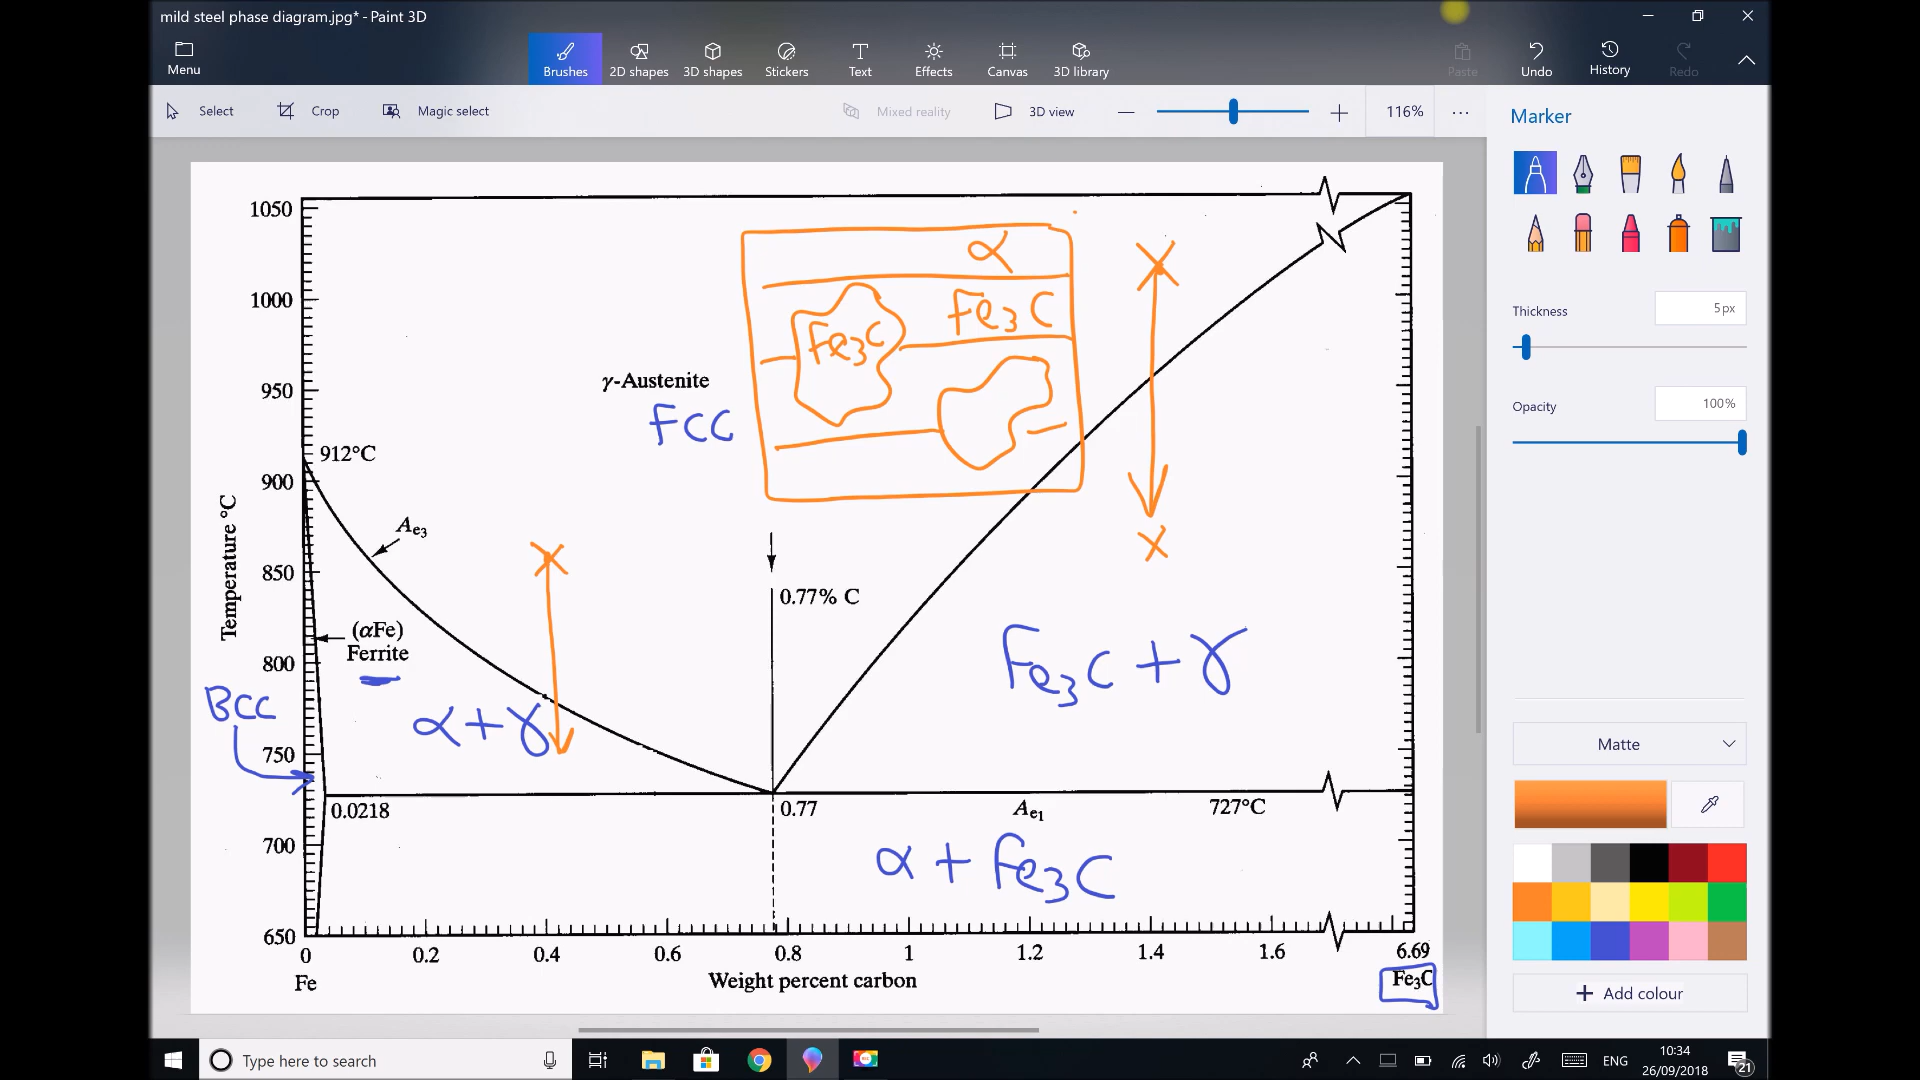 mild steel phase diagram.jpg* - Paint 3D
Menu
Brushes
2D shapes
3D shapes
Stickers
Text
Effects
Canvas
3D library
Paste
Undo
History
Redo
Select
Crop
Magic select
Mixed reality
3D view
116%
Marker
Thickness
5px
Opacity
100%
Matte
Add colour
1050
1000
950
900
850
800
750
700
650
Temperature °C
912°C
Ae3
(αFe)
Ferrite
BCC
α + γ
γ-Austenite
FCC
α
Fe3C
Fe3C
0.77% C
Fe3C + γ
0.0218
0.77
Ae1
727°C
α + Fe3C
0
0.2
0.4
0.6
0.8
1
1.2
1.4
1.6
6.69
Fe
Weight percent carbon
Fe3C
Type here to search
ENG
10:34
26/09/2018
21